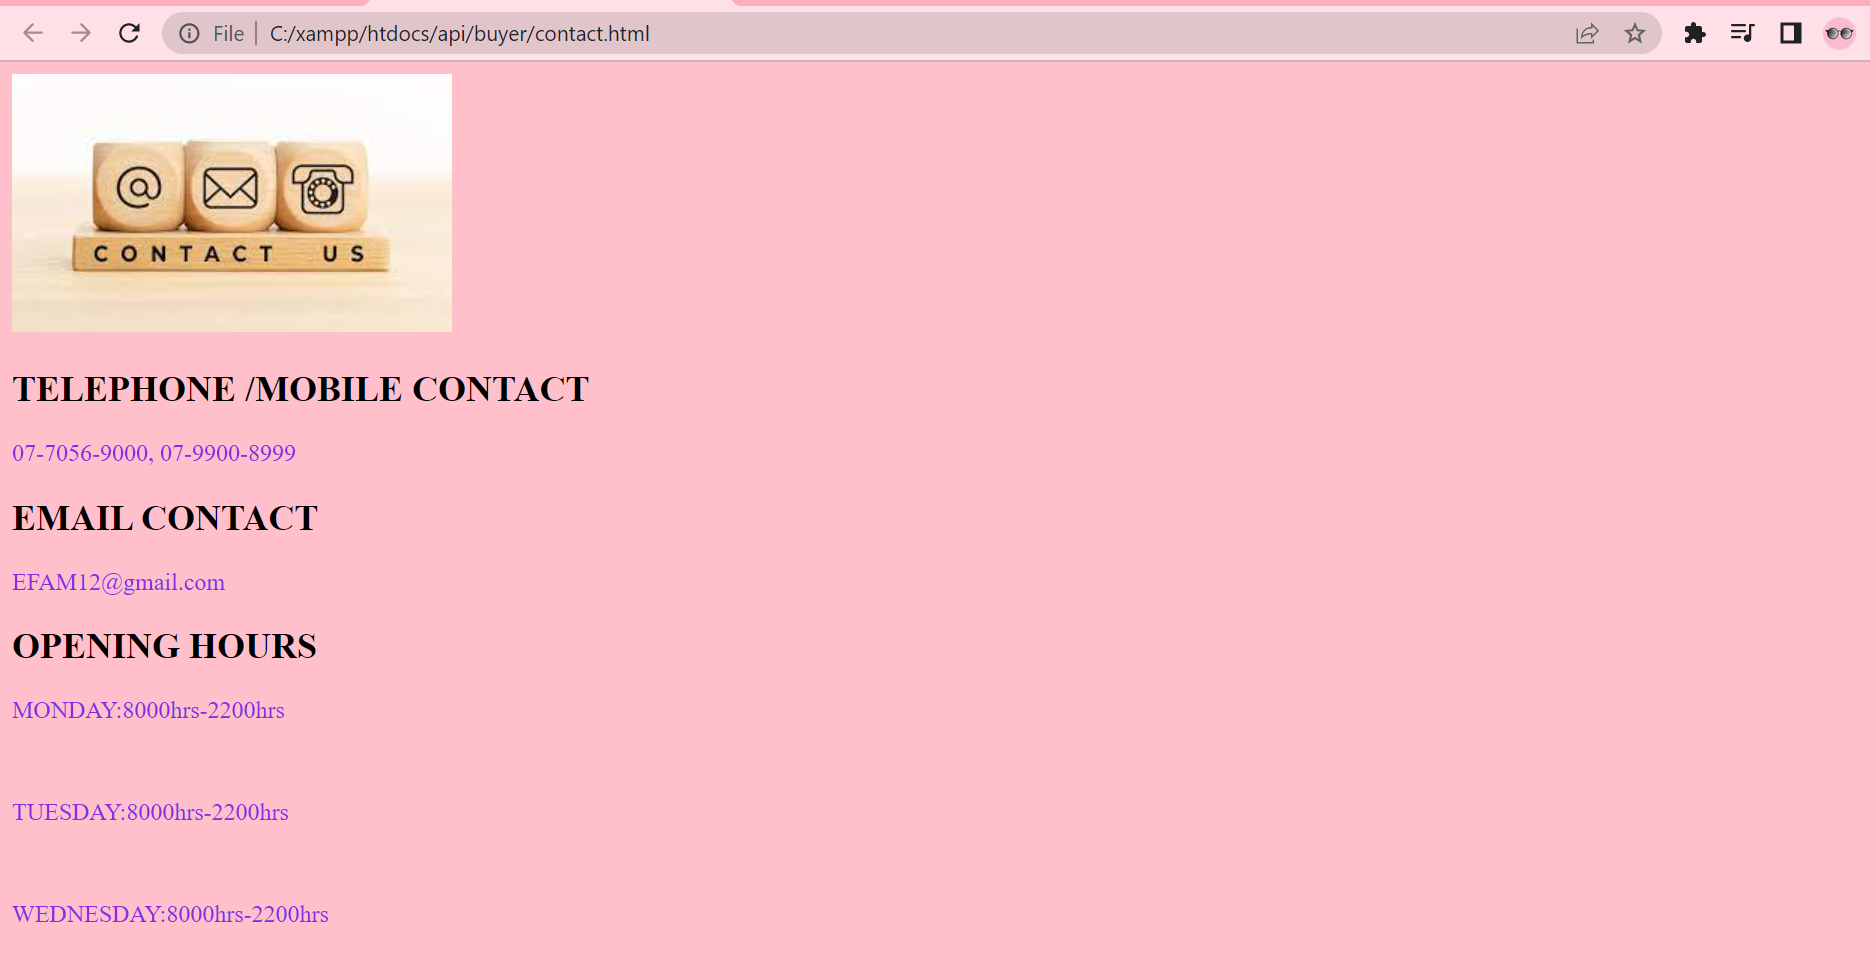 File C:/xampp/htdocs/api/buyer/contact.html
@
CONTACT US
TELEPHONE /MOBILE CONTACT
07-7056-9000, 07-9900-8999
EMAIL CONTACT
EFAM12@gmail.com
OPENING HOURS
MONDAY:8000hrs-2200hrs
TUESDAY:8000hrs-2200hrs
WEDNESDAY:8000hrs-2200hrs